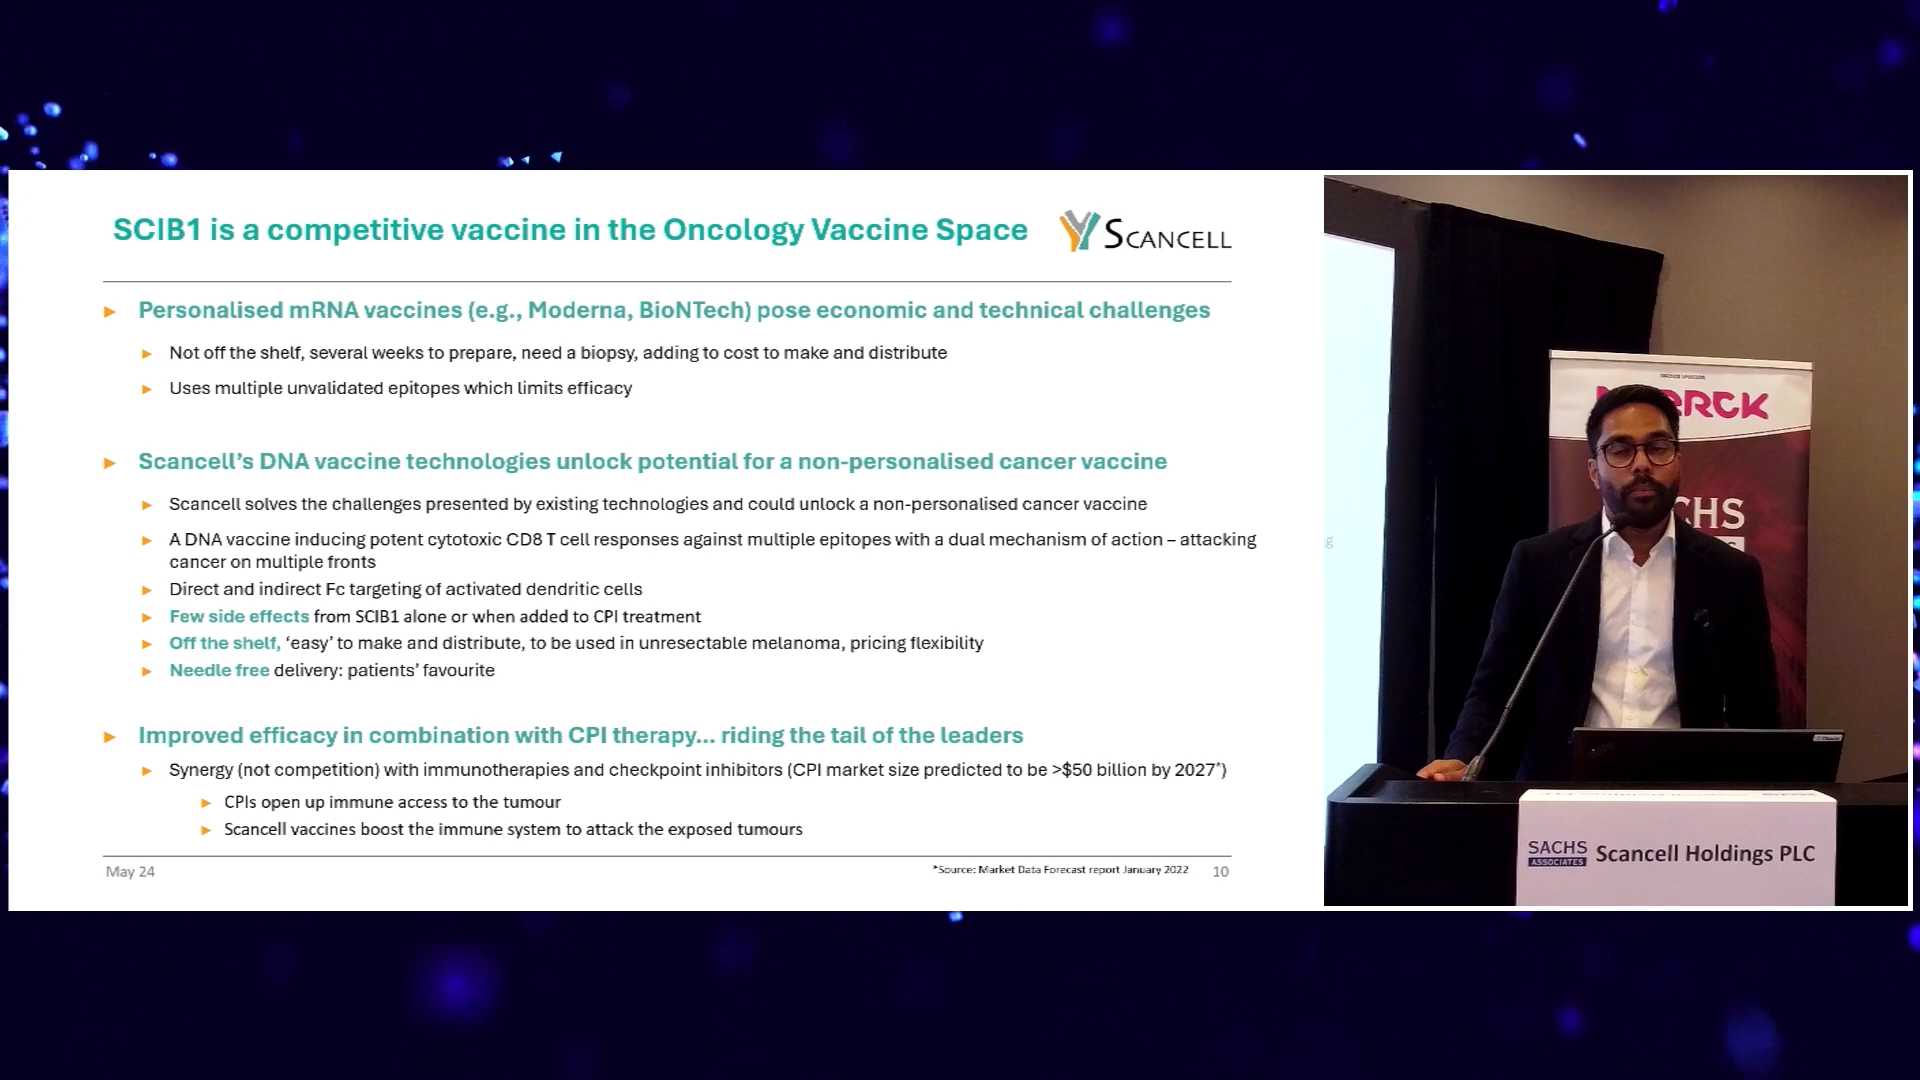 SCIB1 is a competitive vaccine in the Oncology Vaccine Space
SCANCELL
Personalised mRNA vaccines (e.g., Moderna, BioNTech) pose economic and technical challenges
Not off the shelf, several weeks to prepare, need a biopsy, adding to cost to make and distribute
Uses multiple unvalidated epitopes which limits efficacy
Scancell’s DNA vaccine technologies unlock potential for a non-personalised cancer vaccine
Scancell solves the challenges presented by existing technologies and could unlock a non-personalised cancer vaccine
A DNA vaccine inducing potent cytotoxic CD8 T cell responses against multiple epitopes with a dual mechanism of action – attacking
cancer on multiple fronts
Direct and indirect Fc targeting of activated dendritic cells
Few side effects from SCIB1 alone or when added to CPI treatment
Off the shelf, ‘easy’ to make and distribute, to be used in unresectable melanoma, pricing flexibility
Needle free delivery: patients’ favourite
Improved efficacy in combination with CPI therapy... riding the tail of the leaders
Synergy (not competition) with immunotherapies and checkpoint inhibitors (CPI market size predicted to be >$50 billion by 2027*)
CPIs open up immune access to the tumour
Scancell vaccines boost the immune system to attack the exposed tumours
May 24
*Source: Market Data Forecast report January 2022
10
SACHS
ASSOCIATES
Scancell Holdings PLC